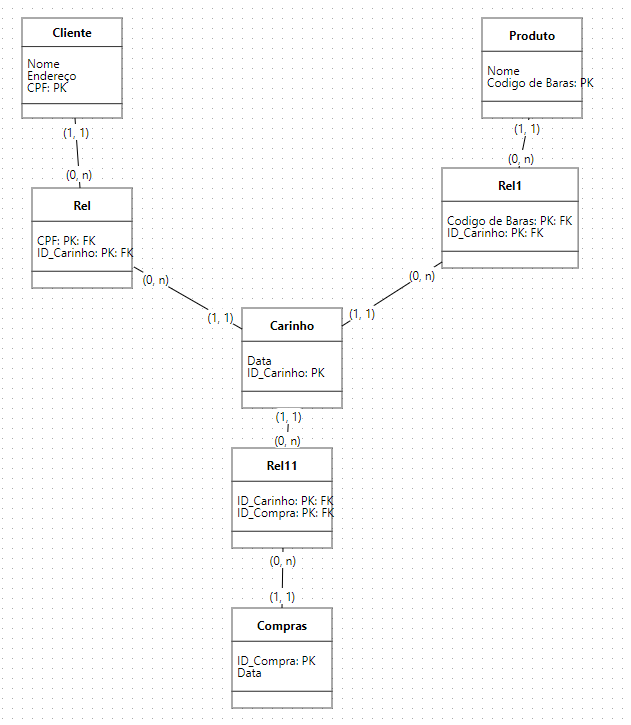 Cliente
Nome
Endereço
CPF: PK
Produto
Nome
Codigo de Baras: PK
(1, 1)
(0, n)
(1, 1)
(0, n)
Rel
CPF: PK: FK
ID_Carinho: PK: FK
Rel1
Codigo de Baras: PK: FK
ID_Carinho: PK: FK
(0, n)
(1, 1)
(0, n)
(1, 1)
Carinho
Data
ID_Carinho: PK
(1, 1)
(0, n)
Rel11
ID_Carinho: PK: FK
ID_Compra: PK: FK
(0, n)
(1, 1)
Compras
ID_Compra: PK
Data